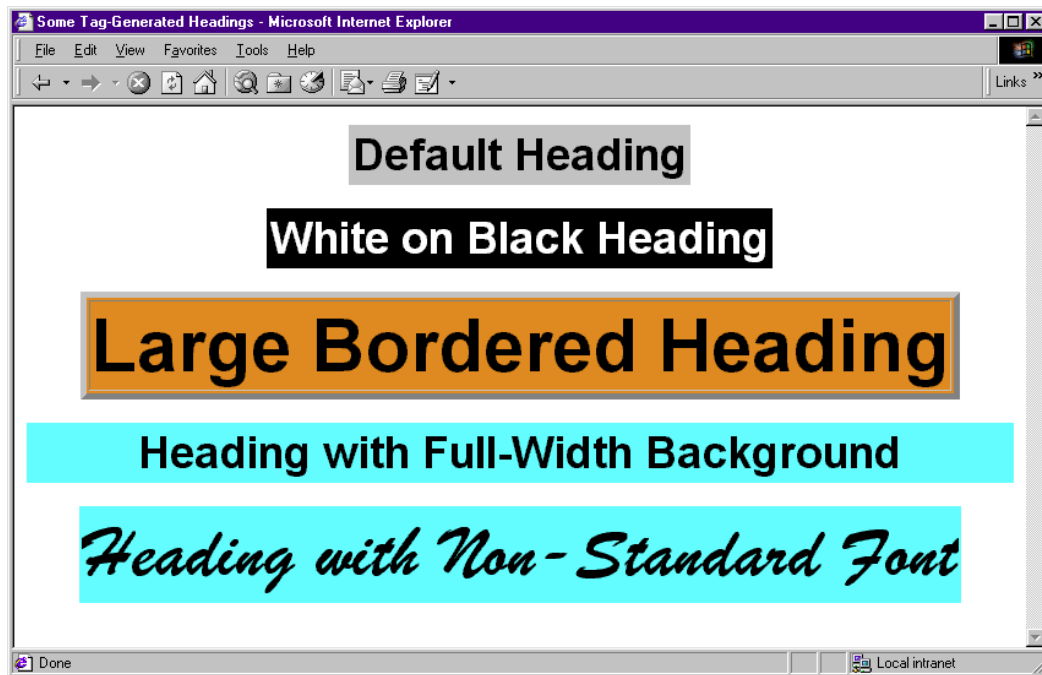 Some Tag-Generated Headings - Microsoft Internet Explorer
File Edit View Favorites Tools Help
Links »
Default Heading
White on Black Heading
Large Bordered Heading
Heading with Full-Width Background
Heading with Non-Standard Font
Done Local intranet